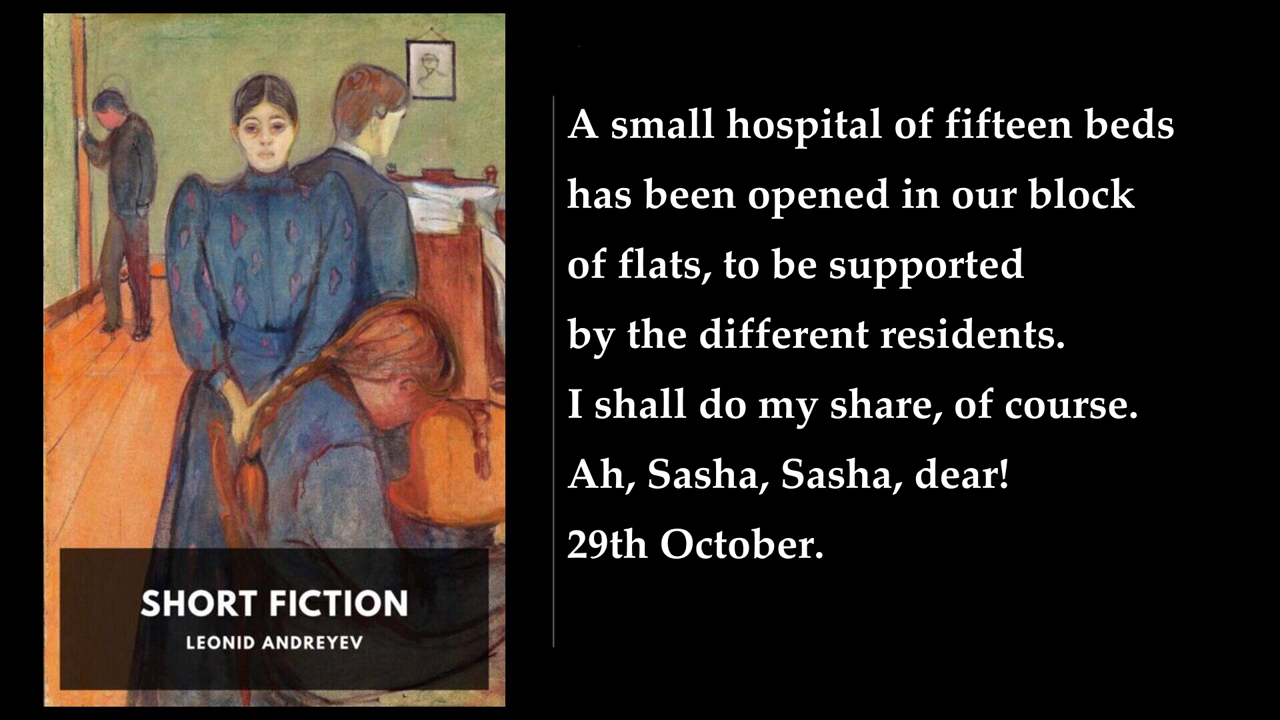 SHORT FICTION
LEONID ANDREYEV
A small hospital of fifteen beds
has been opened in our block
of flats, to be supported
by the different residents.
I shall do my share, of course.
Ah, Sasha, Sasha, dear!
29th October.